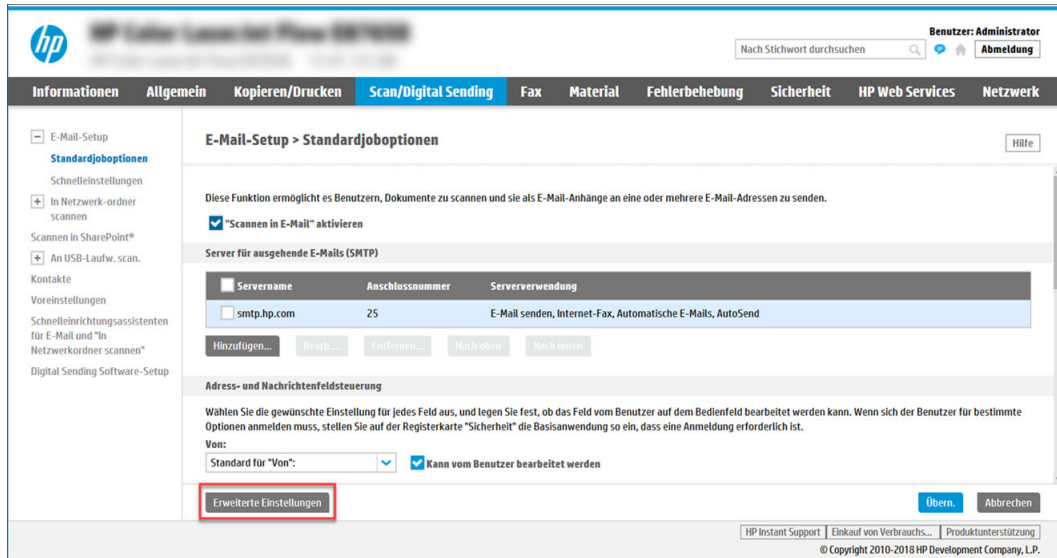 hp
Benutzer: Administrator
Nach Stichwort durchsuchen
Abmeldung
Informationen Allgemein Kopieren/Drucken Scan/Digital Sending Fax Material Fehlerbehebung Sicherheit HP Web Services Netzwerk
E-Mail-Setup
Standardjoboptionen
Schnelleinstellungen
In Netzwerk-ordner
scannen
Scannen in SharePoint®
An USB-Laufw. scan.
Kontakte
Voreinstellungen
Schnelleinrichtungsassistenten
für E-Mail und "In
Netzwerkordner scannen"
Digital Sending Software-Setup
E-Mail-Setup > Standardjoboptionen
Hilfe
Diese Funktion ermöglicht es Benutzern, Dokumente zu scannen und sie als E-Mail-Anhänge an eine oder mehrere E-Mail-Adressen zu senden.
"Scannen in E-Mail" aktivieren
Server für ausgehende E-Mails (SMTP)
Servername Anschlussnummer Serververwendung
smtp.hp.com 25 E-Mail senden, Internet-Fax, Automatische E-Mails, AutoSend
Hinzufügen... Bearb.... Entfernen... Nach oben Nach unten
Adress- und Nachrichtenfeldsteuerung
Wählen Sie die gewünschte Einstellung für jedes Feld aus, und legen Sie fest, ob das Feld vom Benutzer auf dem Bedienfeld bearbeitet werden kann. Wenn sich der Benutzer für bestimmte
Optionen anmelden muss, stellen Sie auf der Registerkarte "Sicherheit" die Basisanwendung so ein, dass eine Anmeldung erforderlich ist.
Von:
Standard für "Von": Kann vom Benutzer bearbeitet werden
Erweiterte Einstellungen Übern. Abbrechen
HP Instant Support Einkauf von Verbrauchs... Produktunterstützung
© Copyright 2010-2018 HP Development Company, L.P.